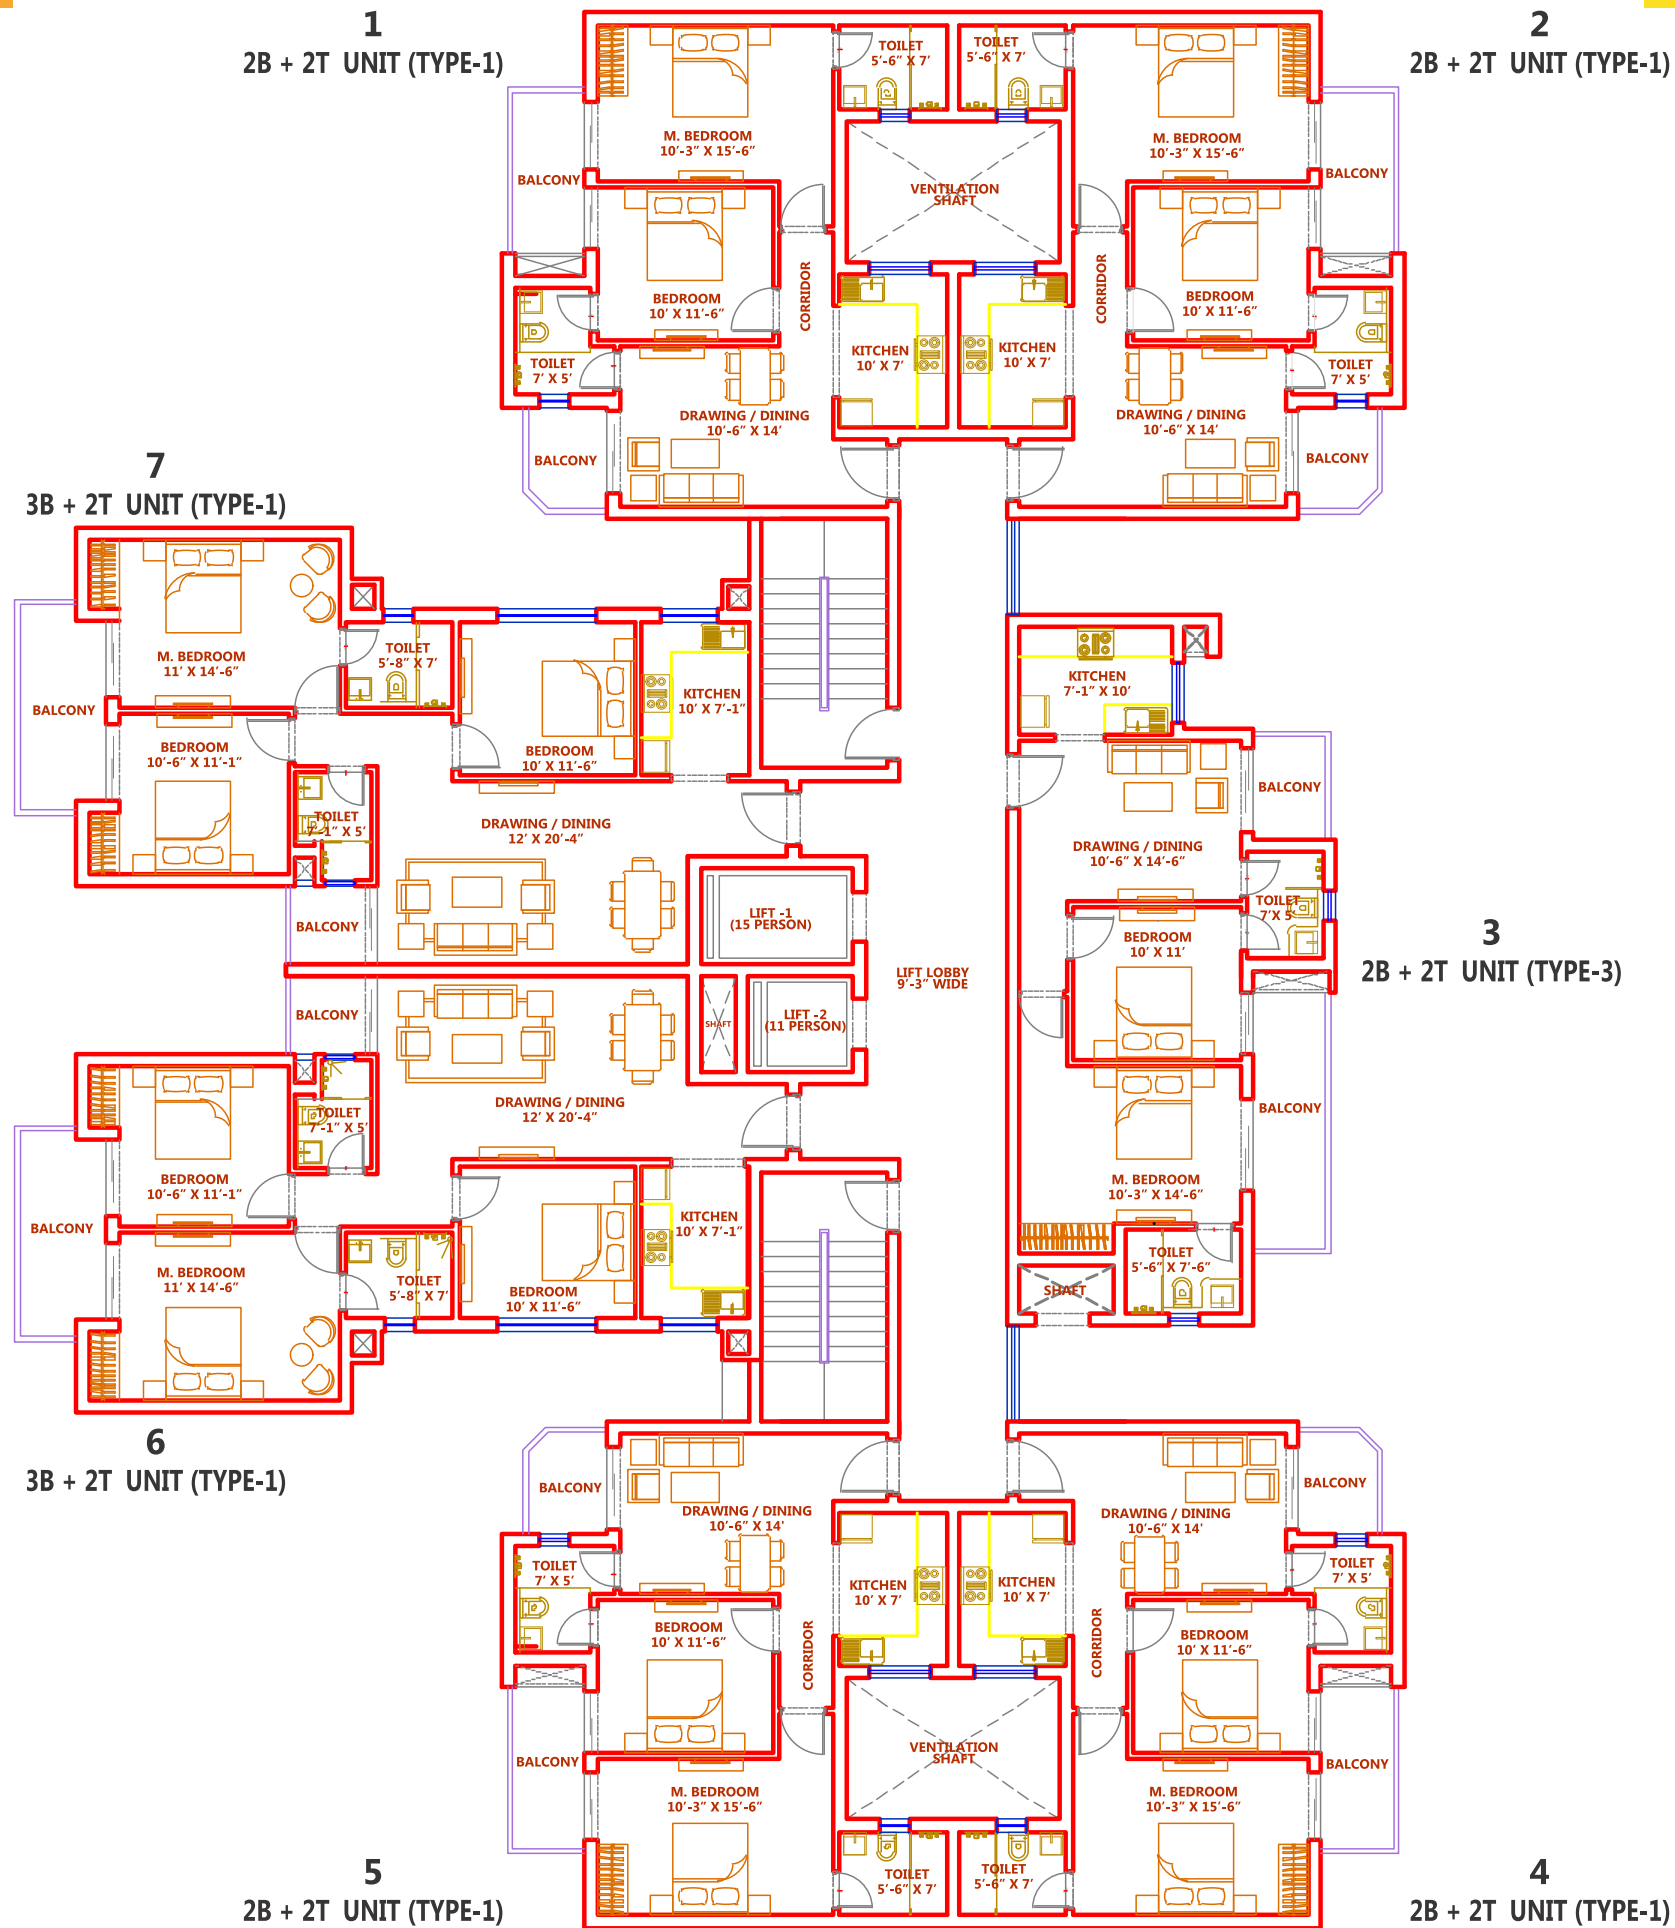 1
2B + 2T UNIT (TYPE-1)
2
2B + 2T UNIT (TYPE-1)
TOILET
5'-6" X 7'
TOILET
5'-6" X 7'
M. BEDROOM
10'-3" X 15'-6"
M. BEDROOM
10'-3" X 15'-6"
BALCONY
VENTILATION
SHAFT
BALCONY
BEDROOM
10' X 11'-6"
CORRIDOR
CORRIDOR
BEDROOM
10' X 11'-6"
TOILET
7' X 5'
KITCHEN
10' X 7'
KITCHEN
10' X 7'
TOILET
7' X 5'
DRAWING / DINING
10'-6" X 14'
DRAWING / DINING
10'-6" X 14'
BALCONY
BALCONY
7
3B + 2T UNIT (TYPE-1)
M. BEDROOM
11' X 14'-6"
TOILET
5'-8" X 7'
KITCHEN
10' X 7'-1"
KITCHEN
7'-1" X 10'
BALCONY
BEDROOM
10'-6" X 11'-1"
BEDROOM
10' X 11'-6"
BALCONY
TOILET
7'-1" X 5'
DRAWING / DINING
12' X 20'-4"
DRAWING / DINING
10'-6" X 14'-6"
BALCONY
LIFT -1
(15 PERSON)
TOILET
7'X 5'
BEDROOM
10' X 11'
3
2B + 2T UNIT (TYPE-3)
LIFT LOBBY
9'-3" WIDE
BALCONY
SHAFT
LIFT -2
(11 PERSON)
DRAWING / DINING
12' X 20'-4"
TOILET
7'-1" X 5'
BALCONY
BEDROOM
10'-6" X 11'-1"
M. BEDROOM
10'-3" X 14'-6"
BALCONY
KITCHEN
10' X 7'-1"
M. BEDROOM
11' X 14'-6"
TOILET
5'-8" X 7'
BEDROOM
10' X 11'-6"
TOILET
5'-6" X 7'-6"
SHAFT
6
3B + 2T UNIT (TYPE-1)
BALCONY
BALCONY
DRAWING / DINING
10'-6" X 14'
DRAWING / DINING
10'-6" X 14'
TOILET
7' X 5'
KITCHEN
10' X 7'
KITCHEN
10' X 7'
TOILET
7' X 5'
BEDROOM
10' X 11'-6"
CORRIDOR
CORRIDOR
BEDROOM
10' X 11'-6
BALCONY
VENTILATION
SHAFT
BALCONY
M. BEDROOM
10'-3" X 15'-6"
M. BEDROOM
10'-3" X 15'-6"
TOILET
5'-6" X 7'
TOILET
5'-6" X 7'
5
2B + 2T UNIT (TYPE-1)
4
2B + 2T UNIT (TYPE-1)